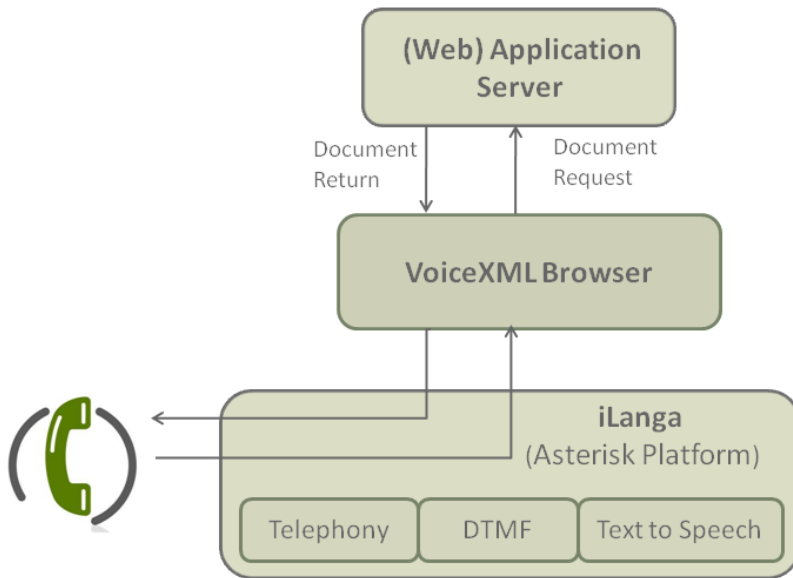 (Web) Application
Server
Document
Return
Document
Request
VoiceXML Browser
iLanga
(Asterisk Platform)
Telephony
DTMF
Text to Speech